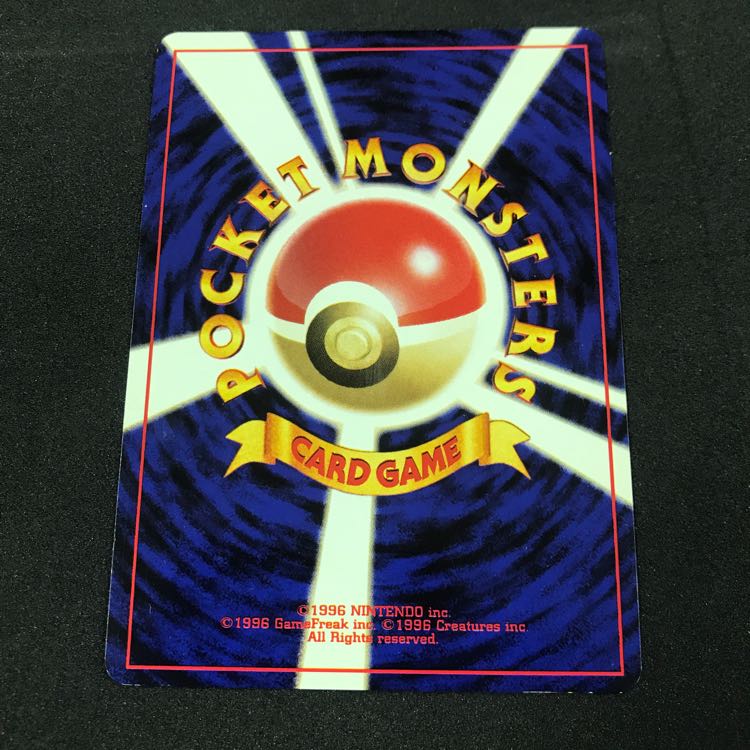 POCKET MONSTERS
CARD GAME
©1996 NINTENDO inc.
©1996 GameFreak inc. ©1996 Creatures inc.
All Rights reserved.